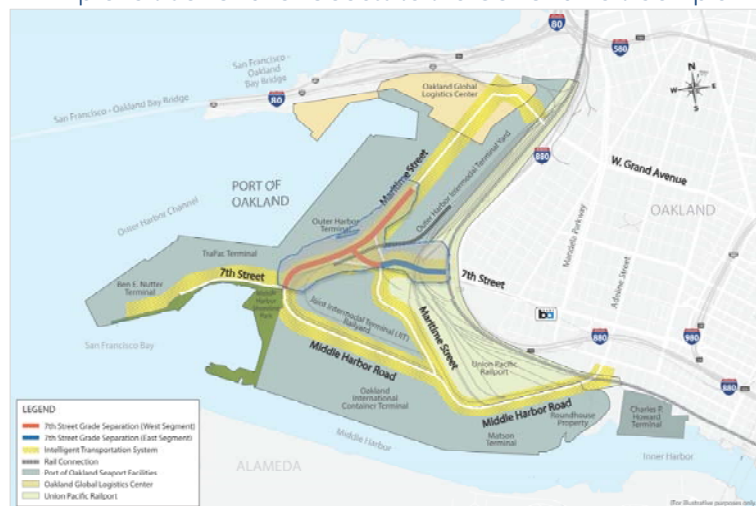 80
580
San Francisco -
Oakland
Bay Bridge
80
San Francisco - Oakland Bay Bridge
Oakland Global
Logistics Center
N
W
E
S
880
W. Grand Avenue
PORT OF
OAKLAND
Maritime Street
Outer Harbor Intermodal Terminal Yard
OAKLAND
Outer Harbor Channel
Outer Harbor
Terminal
Mandela Parkway
Adeline Street
TraPac Terminal
7th Street
7th Street
Ben E. Nutter
Terminal
Middle
Harbor
Shoreline
Park
Joint Intermodal Terminal (JIT)
Railyard
Maritime Street
San Francisco Bay
Middle Harbor Road
Union Pacific
Railport
880
980
880
Oakland
International
Container Terminal
Middle Harbor Road
Roundhouse
Property
Matson
Terminal
Charles P.
Howard
Terminal
Middle Harbor
Inner Harbor
ALAMEDA
LEGEND
7th Street Grade Separation (West Segment)
7th Street Grade Separation (East Segment)
Intelligent Transportation System
Rail Connection
Port of Oakland Seaport Facilities
Oakland Global Logistics Center
Union Pacific Railport
(For illustrative purposes only